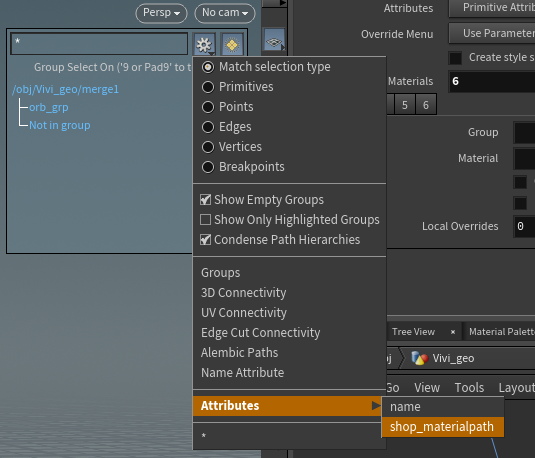 Persp
No cam
Attributes
Primitive Attribu
Override Menu
Use Parameter
*
Create style s
Group Select On ('9 or Pad9' to t
Match selection type
Materials
6
/obj/Vivi_geo/merge1
Primitives
orb_grp
Points
5
6
Not in group
Edges
Group
Vertices
Material
Breakpoints
Show Empty Groups
Show Only Highlighted Groups
Local Overrides
0
Condense Path Hierarchies
Groups
3D Connectivity
UV Connectivity
Edge Cut Connectivity
Tree View
×
Material Palett
Alembic Paths
bj
Vivi_geo
Name Attribute
Go
View
Tools
Layout
Attributes
name
shop_materialpath
*